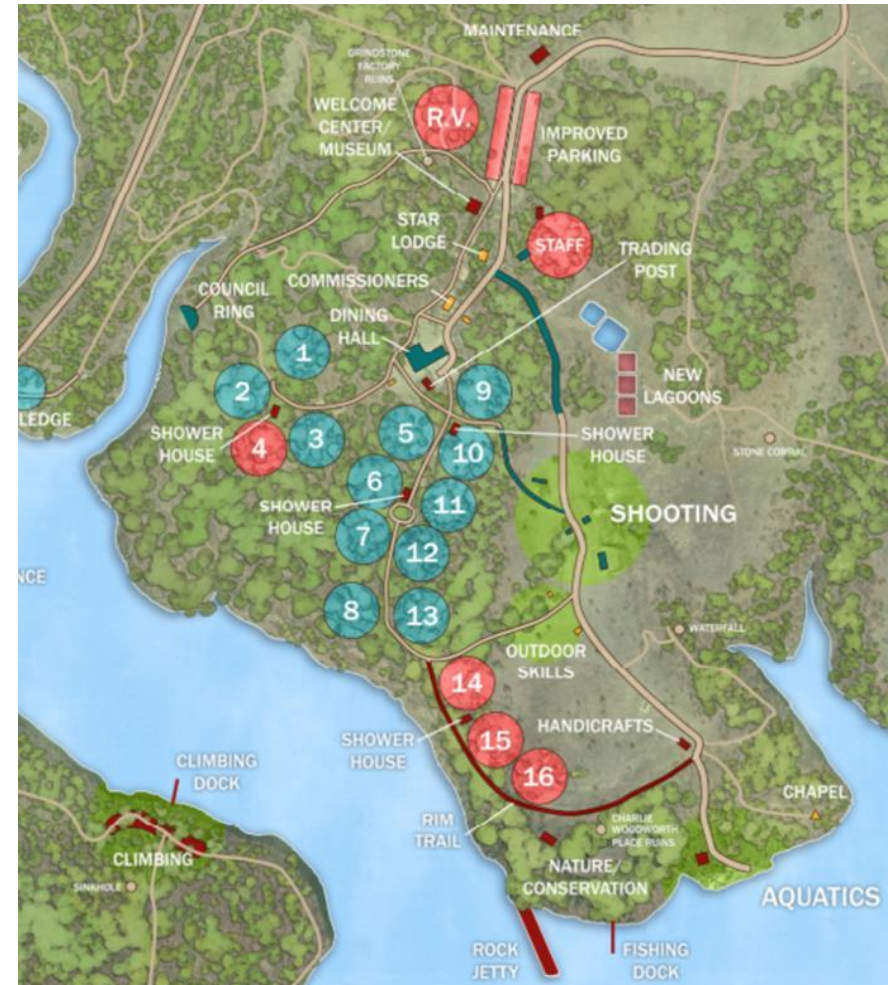 MAINTENANCE
GRINDSTONE
FACTORY
RUINS
WELCOME
CENTER/
MUSEUM
R.V.
IMPROVED
PARKING
STAR
LODGE
STAFF
TRADING
POST
COMMISSIONERS
COUNCIL
RING
DINING
HALL
1
2
LEDGE
9
NEW
LAGOONS
SHOWER
HOUSE
4
3
5
10
SHOWER
HOUSE
STONE CORRAL
6
SHOWER
HOUSE
11
SHOOTING
7
12
NCE
8
13
WATERFALL
OUTDOOR
SKILLS
14
SHOWER
HOUSE
15
HANDICRAFTS
16
CLIMBING
DOCK
CHAPEL
RIM
TRAIL
CHARLIE
WOODWORTH
PLACE RUINS
CLIMBING
SINKHOLE
NATURE/
CONSERVATION
AQUATICS
ROCK
JETTY
FISHING
DOCK